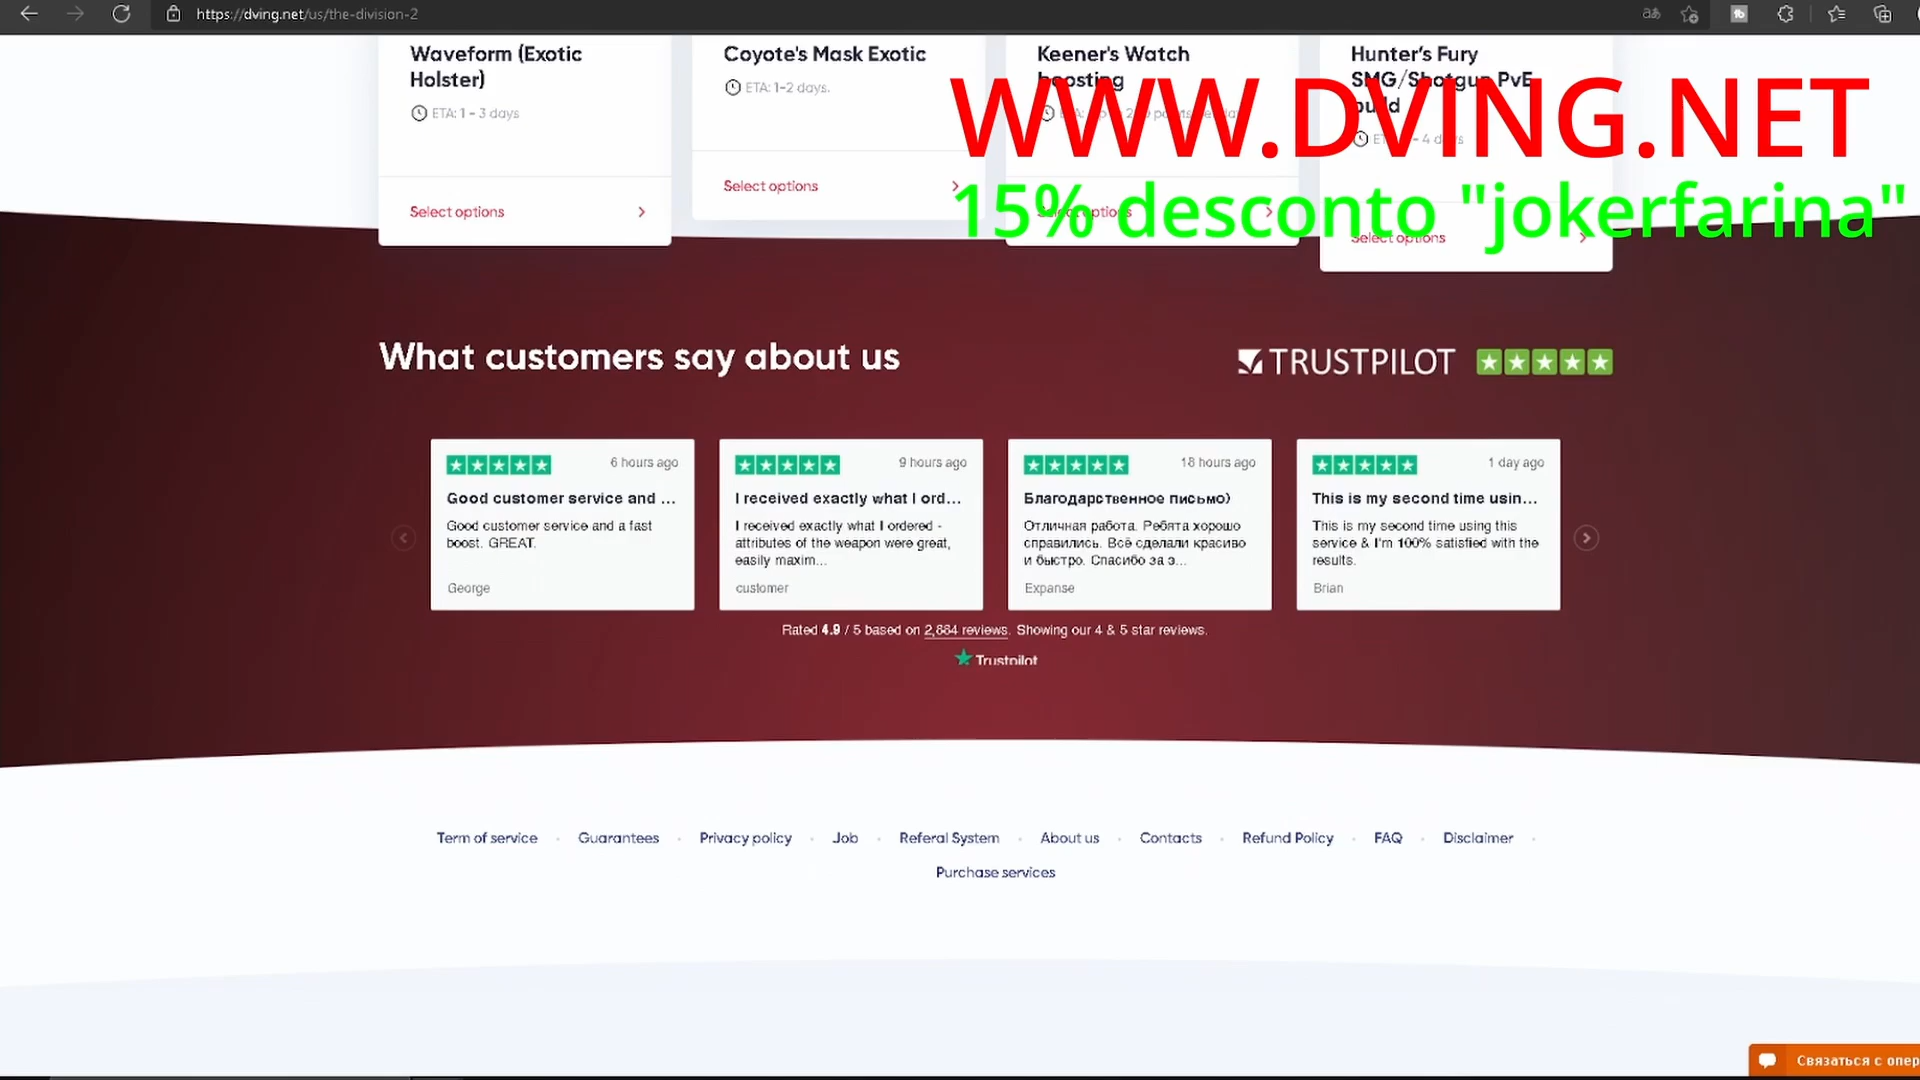 https://dving.net/us/the-division-2
Waveform (Exotic
Holster)
ETA: 1 - 3 days
Select options
Coyote's Mask Exotic
ETA: 1-2 days.
Select options
Keener's Watch
boosting
Select options
Hunter's Fury
SMG/Shotgun PvE
build
- 4 days
Select options
WWW.DVING.NET
15% desconto "jokerfarina"
What customers say about us
TRUSTPILOT
6 hours ago
Good customer service and ...
Good customer service and a fast
boost. GREAT.
George
9 hours ago
I received exactly what I ord...
I received exactly what I ordered -
attributes of the weapon were great,
easily maxim...
customer
18 hours ago
Благодарственное письмо)
Отличная работа. Ребята хорошо
справились. Всё сделали красиво
и быстро. Спасибо за э...
Expanse
1 day ago
This is my second time usin...
This is my second time using this
service & I'm 100% satisfied with the
results.
Brian
Rated 4.9 / 5 based on 2,884 reviews. Showing our 4 & 5 star reviews.
Trustpilot
Term of service
Guarantees
Privacy policy
Job
Referal System
About us
Contacts
Refund Policy
FAQ
Disclaimer
Purchase services
Связаться с опер